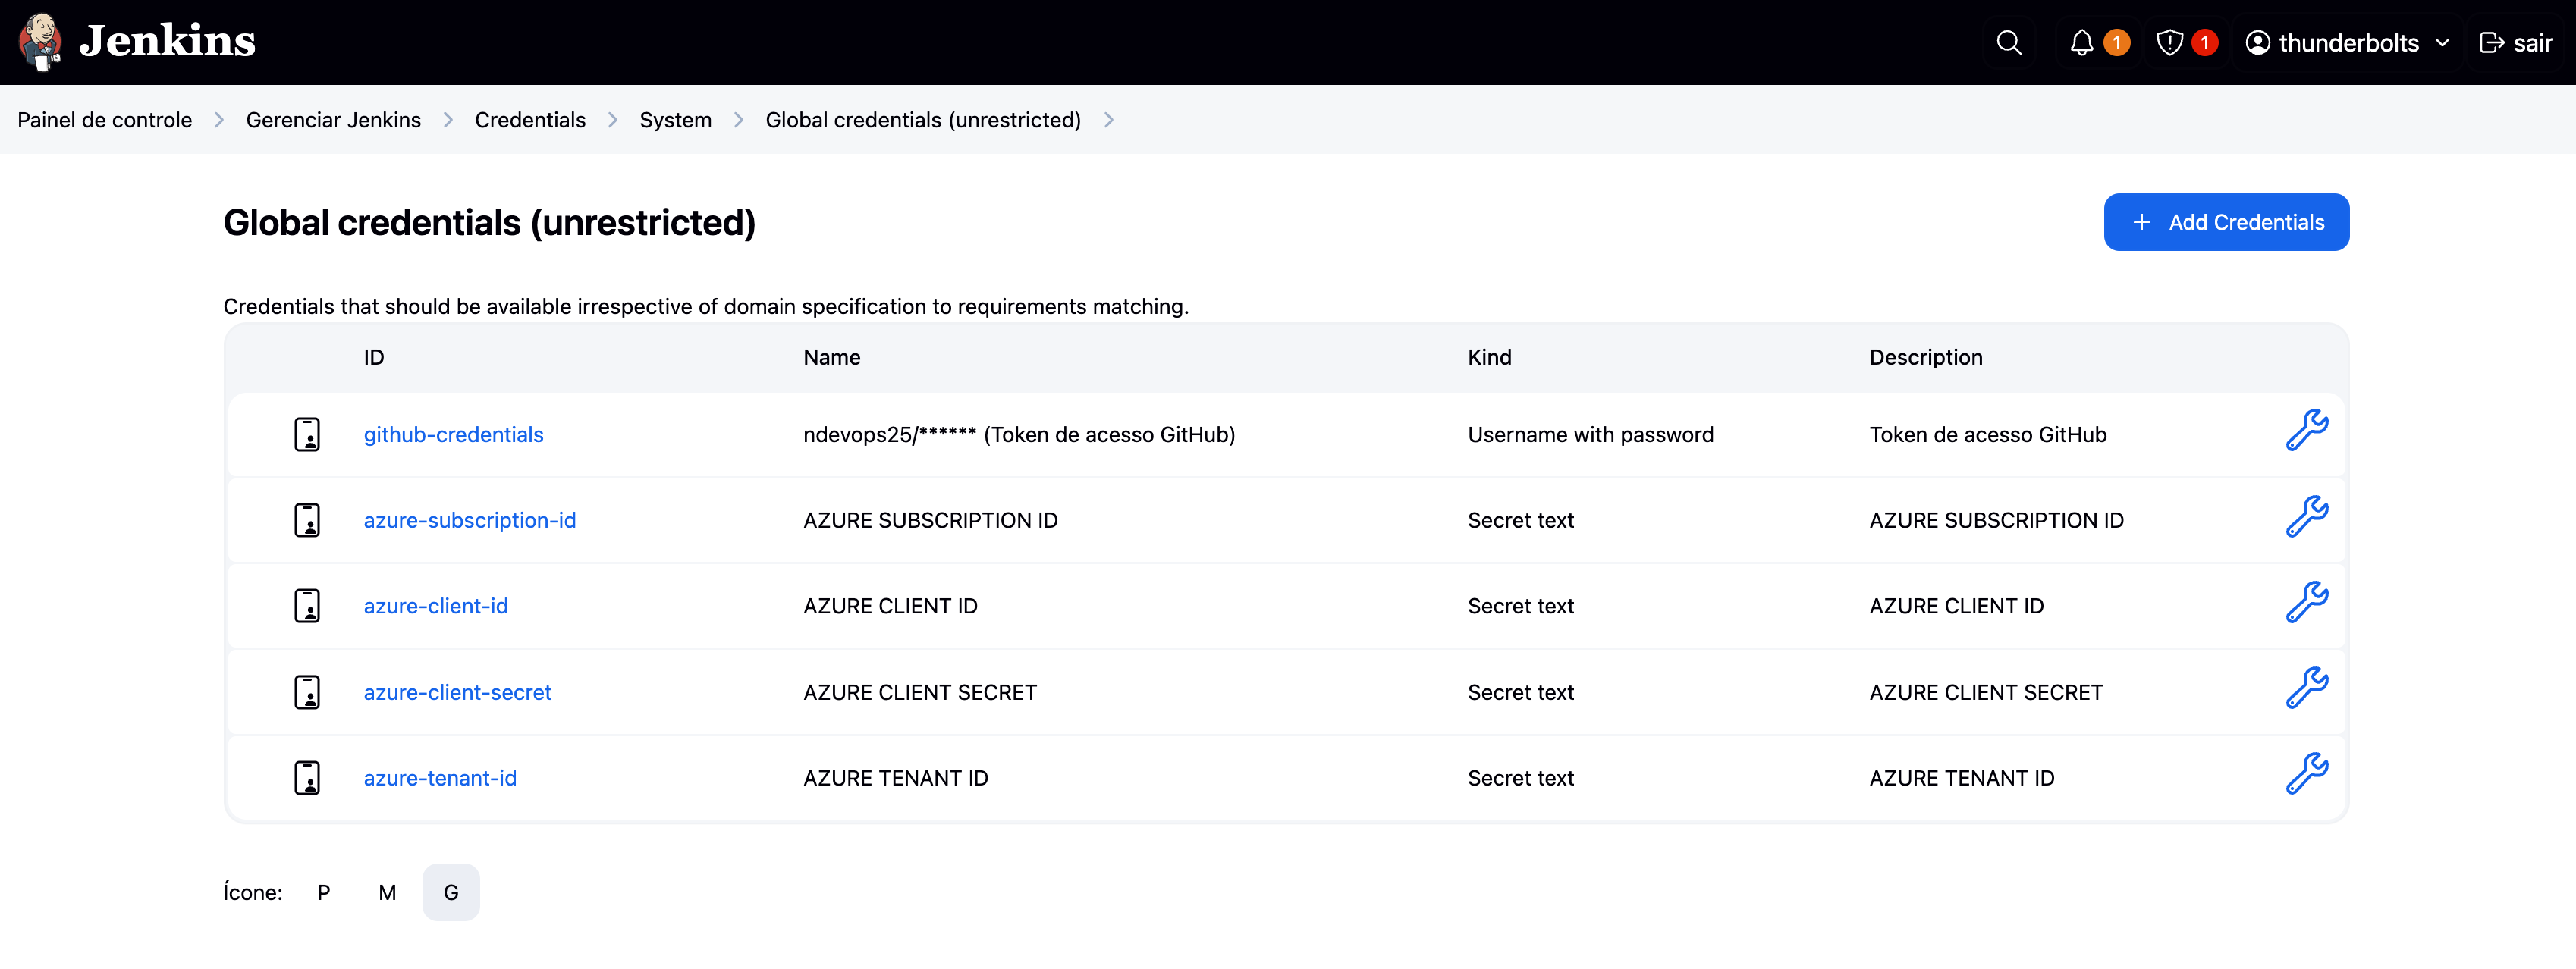 Jenkins 1 1 thunderbolts sair
Painel de controle Gerenciar Jenkins Credentials System Global credentials (unrestricted)
Global credentials (unrestricted)
+ Add Credentials
Credentials that should be available irrespective of domain specification to requirements matching.
ID Name Kind Description
github-credentials ndevops25/****** (Token de acesso GitHub) Username with password Token de acesso GitHub
azure-subscription-id AZURE SUBSCRIPTION ID Secret text AZURE SUBSCRIPTION ID
azure-client-id AZURE CLIENT ID Secret text AZURE CLIENT ID
azure-client-secret AZURE CLIENT SECRET Secret text AZURE CLIENT SECRET
azure-tenant-id AZURE TENANT ID Secret text AZURE TENANT ID
Ícone: P M G